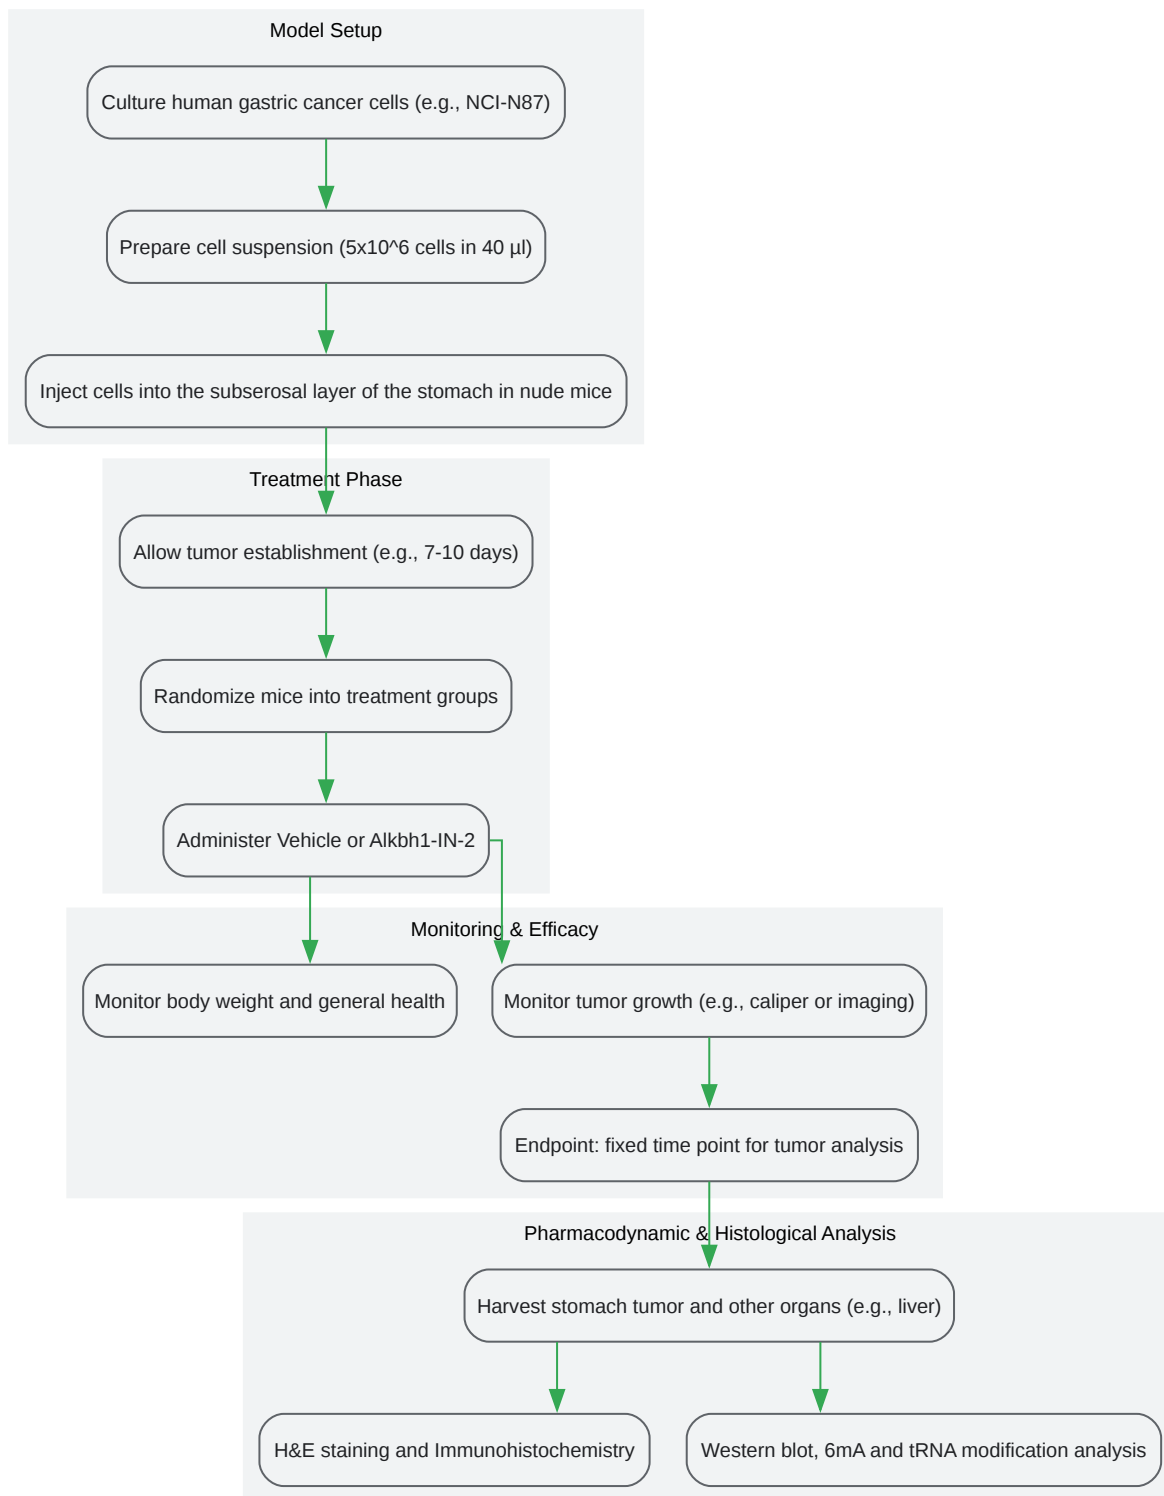 Model Setup
Culture human gastric cancer cells (e.g., NCI-N87)
Prepare cell suspension (5x10^6 cells in 40 µl)
Inject cells into the subserosal layer of the stomach in nude mice
Treatment Phase
Allow tumor establishment (e.g., 7-10 days)
Randomize mice into treatment groups
Administer Vehicle or Alkbh1-IN-2
Monitoring & Efficacy
Monitor body weight and general health
Monitor tumor growth (e.g., caliper or imaging)
Endpoint: fixed time point for tumor analysis
Pharmacodynamic & Histological Analysis
Harvest stomach tumor and other organs (e.g., liver)
H&E staining and Immunohistochemistry
Western blot, 6mA and tRNA modification analysis